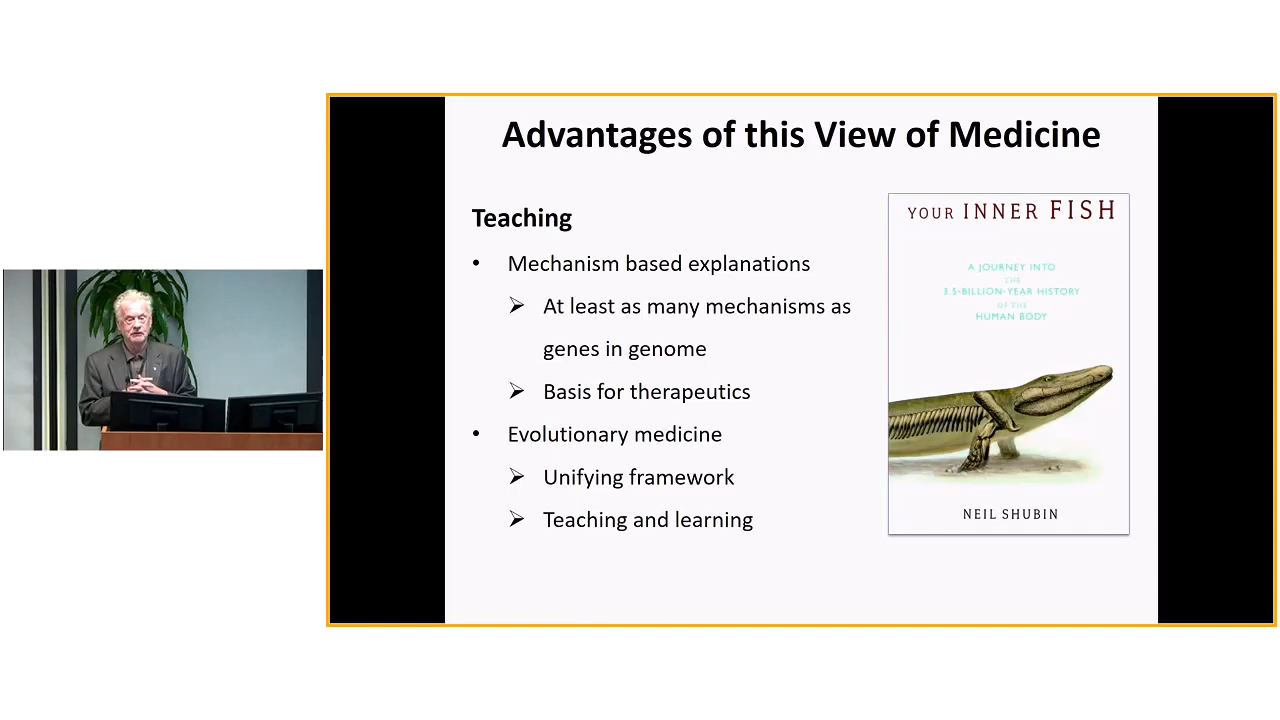 Advantages of this View of Medicine
Teaching
• Mechanism based explanations
➢ At least as many mechanisms as
genes in genome
➢ Basis for therapeutics
• Evolutionary medicine
➢ Unifying framework
➢ Teaching and learning
YOUR INNER FISH
A JOURNEY INTO
THE
3.5-BILLION-YEAR HISTORY
OF THE
HUMAN BODY
NEIL SHUBIN